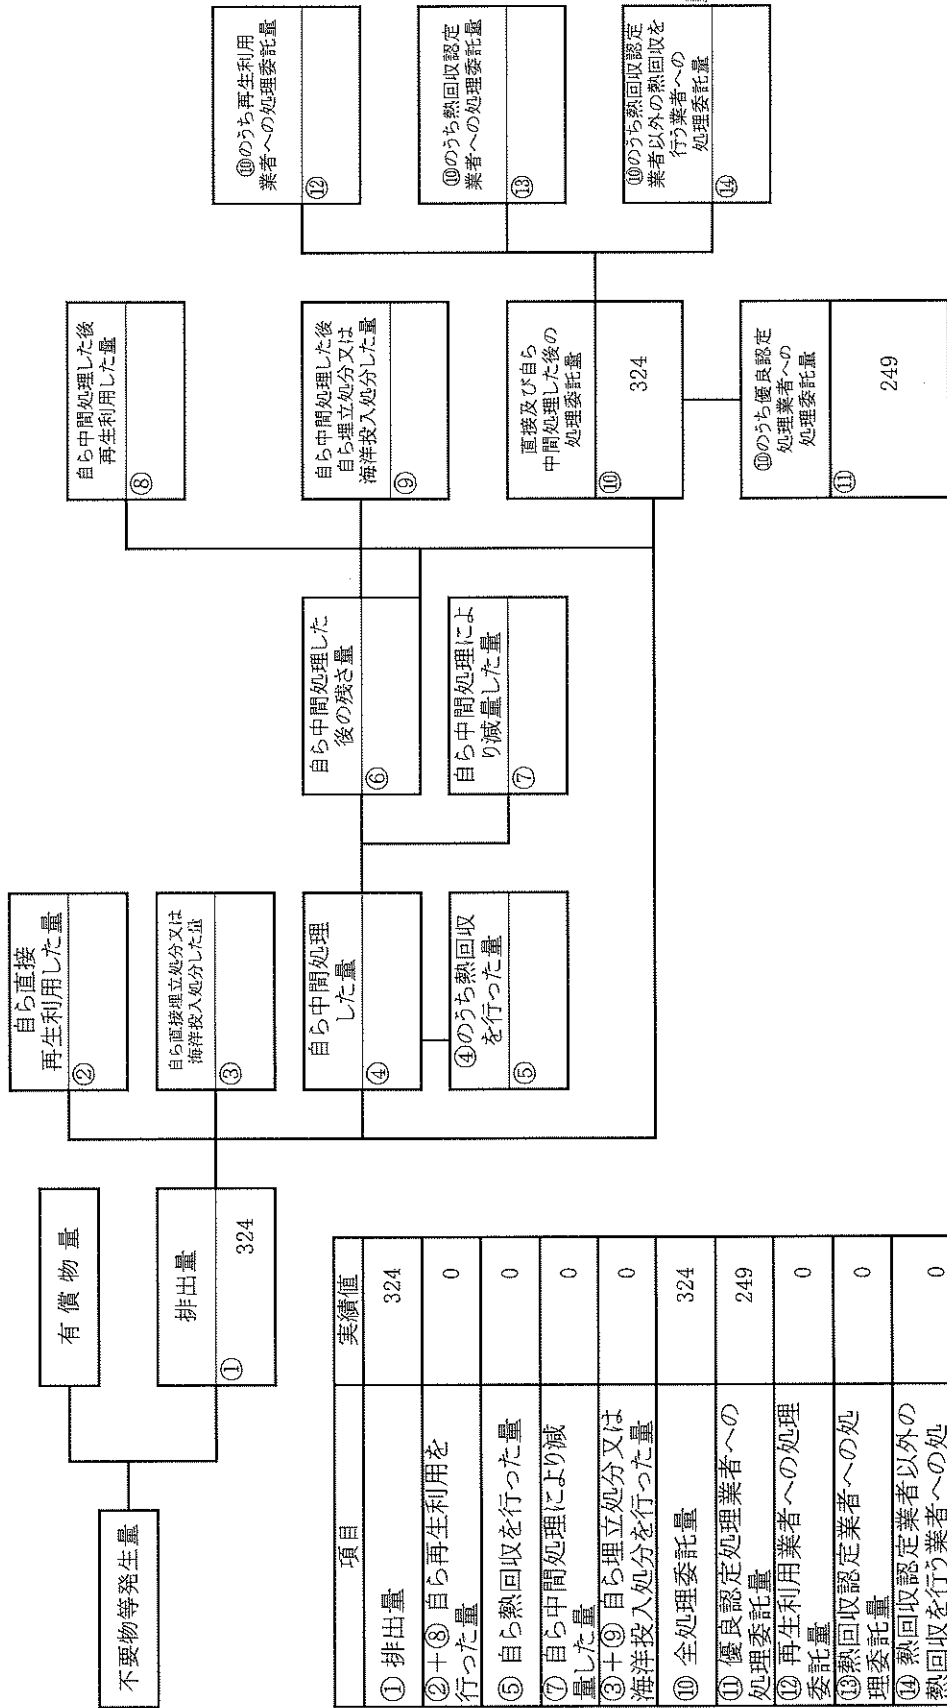 不要物等発生量
有償物量
排出量
①
324
自ら直接
再生利用した量
②
自ら直接埋立処分又は
海洋投入処分した量
③
自ら中間処理
した量
④
④のうち熱回収
を行った量
⑤
自ら中間処理した
後の残さ量
⑥
自ら中間処理によ
り減量した量
⑦
自ら中間処理した後
再生利用した量
⑧
自ら中間処理した後
自ら埋立処分又は
海洋投入処分した量
⑨
直接及び自ら
中間処理した後の
処理委託量
⑩
324
⑩のうち優良認定
処理業者への
処理委託量
⑪
249
⑩のうち再生利用
業者への処理委託量
⑫
⑩のうち熱回収認定
業者への処理委託量
⑬
⑩のうち熱回収認定
業者以外の熱回収を
行う業者への
処理委託量
⑭
項目 実績値
① 排出量 324
②+⑧ 自ら再生利用を
行った量 0
⑤ 自ら熱回収を行った量 0
⑦ 自ら中間処理により減
量した量 0
③+⑨ 自ら埋立処分又は
海洋投入処分を行った量 0
⑩ 全処理委託量 324
⑪ 優良認定処理業者への
処理委託量 249
⑫ 再生利用業者への処理
委託量 0
⑬熱回収認定業者への処
理委託量 0
⑭ 熱回収認定業者以外の
熱回収を行う業者への処 0